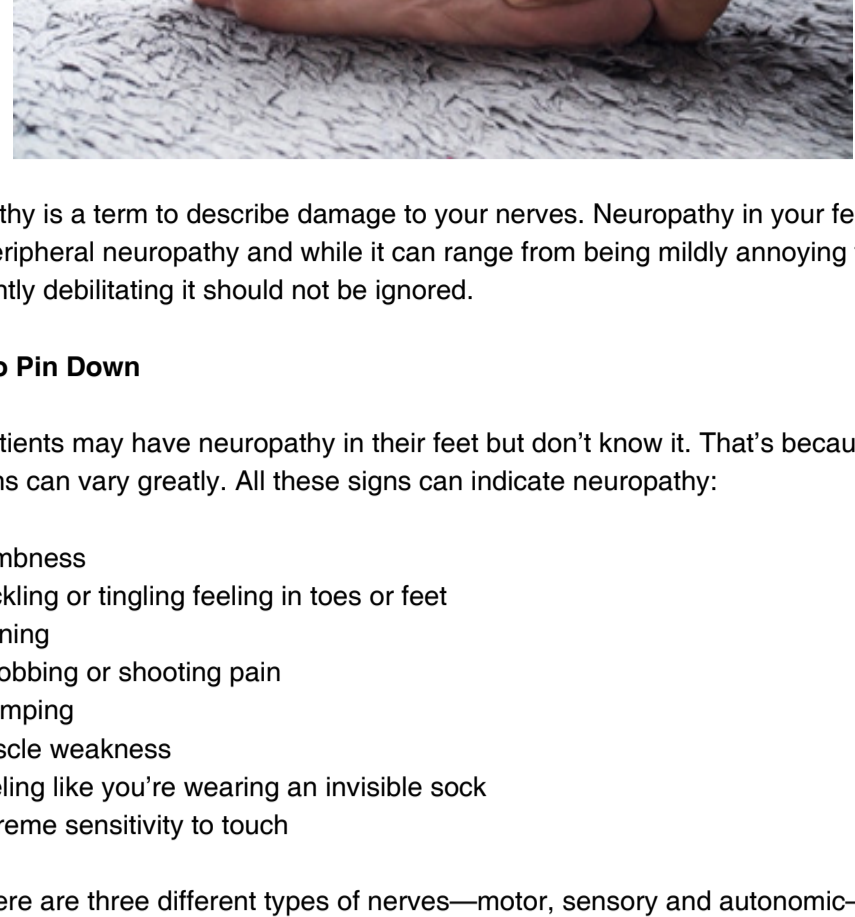 thy is a term to describe damage to your nerves. Neuropathy in your fe
eripheral neuropathy and while it can range from being mildly annoying
ntly debilitating it should not be ignored.
o Pin Down
tients may have neuropathy in their feet but don’t know it. That’s becau
ns can vary greatly. All these signs can indicate neuropathy:
mbness
ckling or tingling feeling in toes or feet
ning
obbing or shooting pain
mping
scle weakness
eling like you’re wearing an invisible sock
reme sensitivity to touch
ere are three different types of nerves—motor, sensory and autonomic–